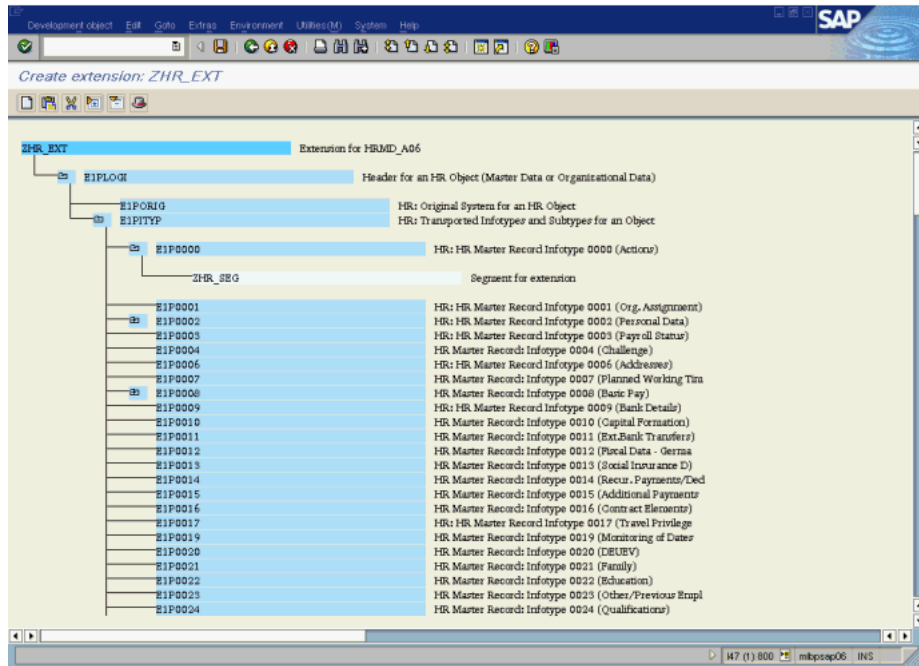 Development object Edit Goto Extras Environment Utilities(M) System Help
SAP
Create extension: ZHR_EXT
ZHR_EXT Extension for HRMD_A06
E1PLOGI Header for an HR Object (Master Data or Organizational Data)
E1PORIG HR: Original System for an HR Object
E1PITYP HR: Transported Infotypes and Subtypes for an Object
E1P0000 HR: HR Master Record Infotype 0000 (Actions)
ZHR_SEG Segment for extension
E1P0001 HR: HR Master Record Infotype 0001 (Org. Assignment)
E1P0002 HR: HR Master Record Infotype 0002 (Personal Data)
E1P0003 HR: HR Master Record Infotype 0003 (Payroll Status)
E1P0004 HR Master Record: Infotype 0004 (Challenge)
E1P0006 HR: HR Master Record Infotype 0006 (Addresses)
E1P0007 HR Master Record: Infotype 0007 (Planned Working Tim
E1P0008 HR Master Record: Infotype 0008 (Basic Pay)
E1P0009 HR: HR Master Record Infotype 0009 (Bank Details)
E1P0010 HR Master Record: Infotype 0010 (Capital Formation)
E1P0011 HR Master Record: Infotype 0011 (Ext.Bank Transfers)
E1P0012 HR Master Record: Infotype 0012 (Fiscal Data - Germa
E1P0013 HR Master Record: Infotype 0013 (Social Insurance D)
E1P0014 HR Master Record: Infotype 0014 (Recur. Payments/Ded
E1P0015 HR Master Record: Infotype 0015 (Additional Payments
E1P0016 HR Master Record: Infotype 0016 (Contract Elements)
E1P0017 HR: HR Master Record Infotype 0017 (Travel Privilege
E1P0019 HR Master Record: Infotype 0019 (Monitoring of Dates
E1P0020 HR Master Record: Infotype 0020 (DEUEV)
E1P0021 HR Master Record: Infotype 0021 (Family)
E1P0022 HR Master Record: Infotype 0022 (Education)
E1P0023 HR Master Record: Infotype 0023 (Other/Previous Empl
E1P0024 HR Master Record: Infotype 0024 (Qualifications)
I47 (1) 800 mibpsap06 INS